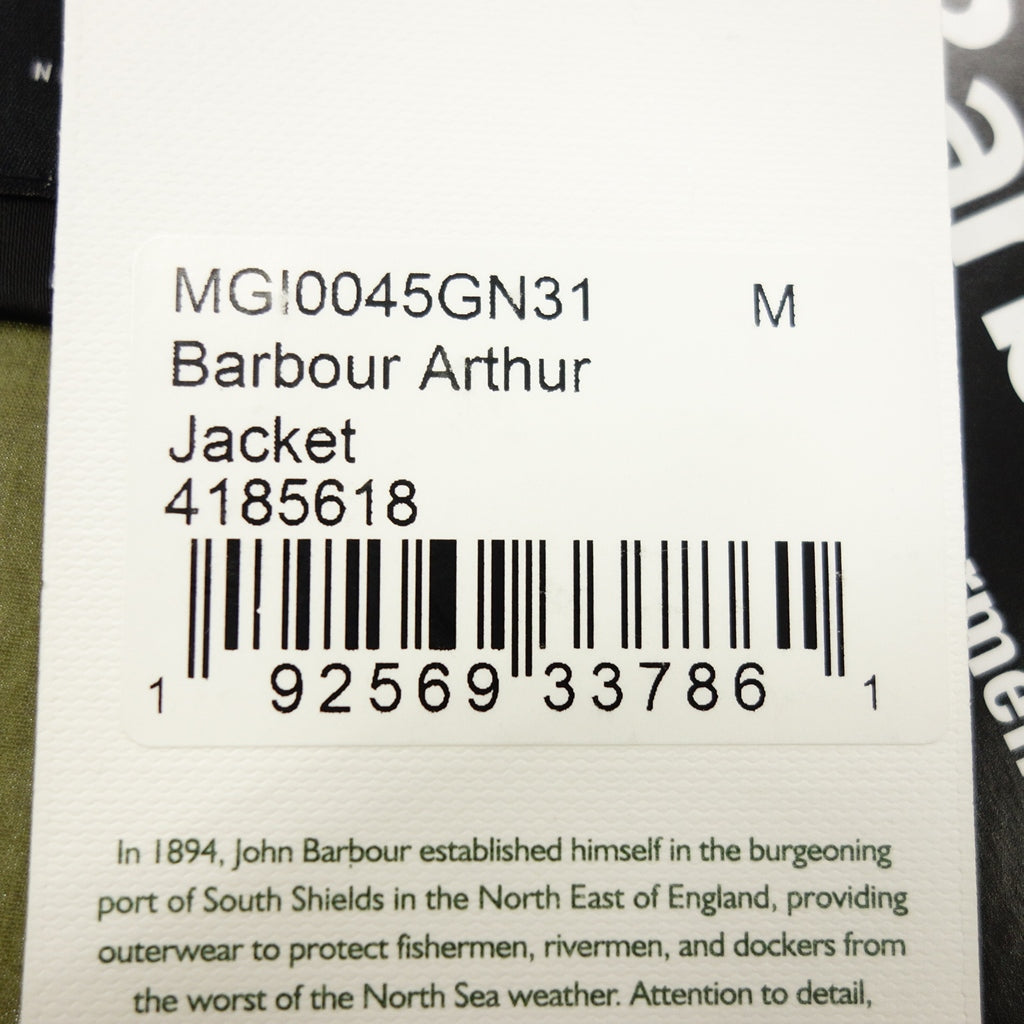 N
MGI0045GN31 M
Barbour Arthur
Jacket
4185618
1 92569 33786 1
In 1894, John Barbour established himself in the burgeoning
port of South Shields in the North East of England, providing
outerwear to protect fishermen, rivermen, and dockers from
the worst of the North Sea weather. Attention to detail,